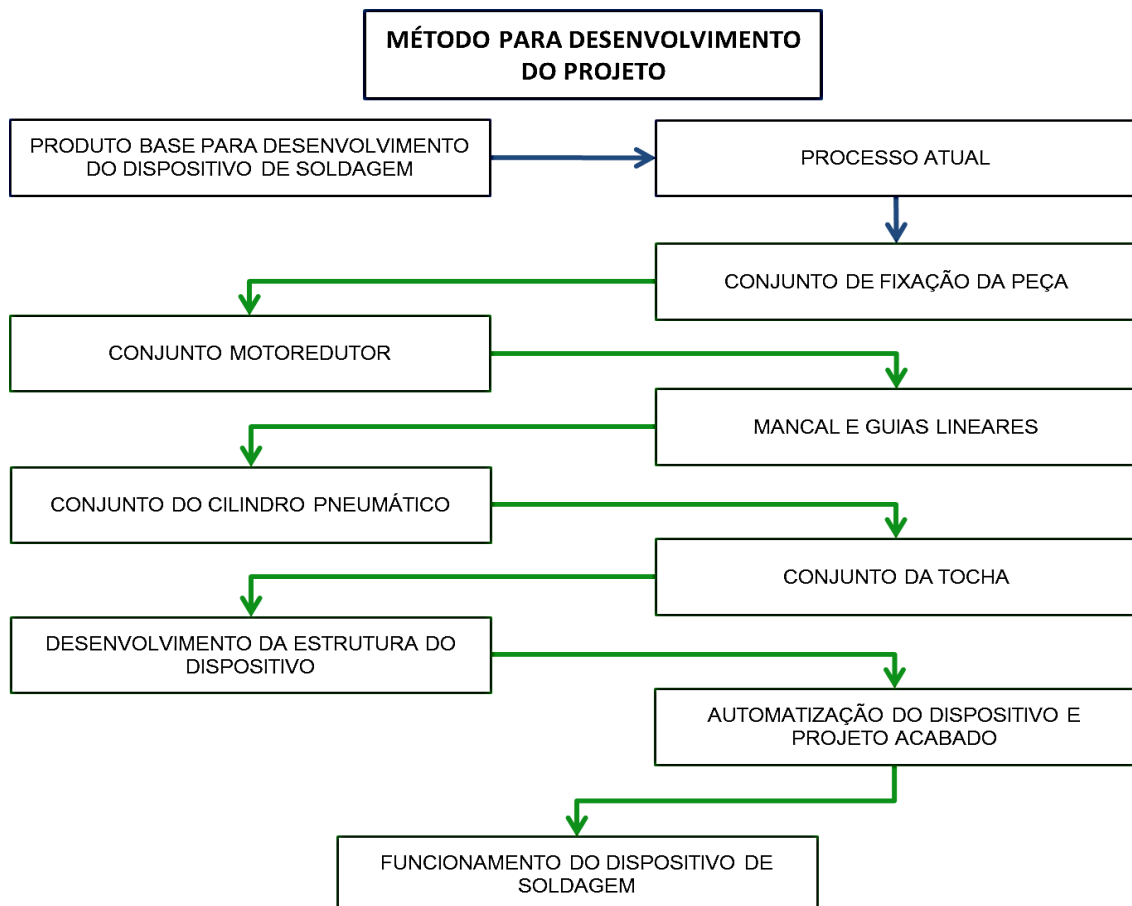 MÉTODO PARA DESENVOLVIMENTO
DO PROJETO
PRODUTO BASE PARA DESENVOLVIMENTO
DO DISPOSITIVO DE SOLDAGEM
PROCESSO ATUAL
CONJUNTO DE FIXAÇÃO DA PEÇA
CONJUNTO MOTOREDUTOR
MANCAL E GUIAS LINEARES
CONJUNTO DO CILINDRO PNEUMÁTICO
CONJUNTO DA TOCHA
DESENVOLVIMENTO DA ESTRUTURA DO
DISPOSITIVO
AUTOMATIZAÇÃO DO DISPOSITIVO E
PROJETO ACABADO
FUNCIONAMENTO DO DISPOSITIVO DE
SOLDAGEM